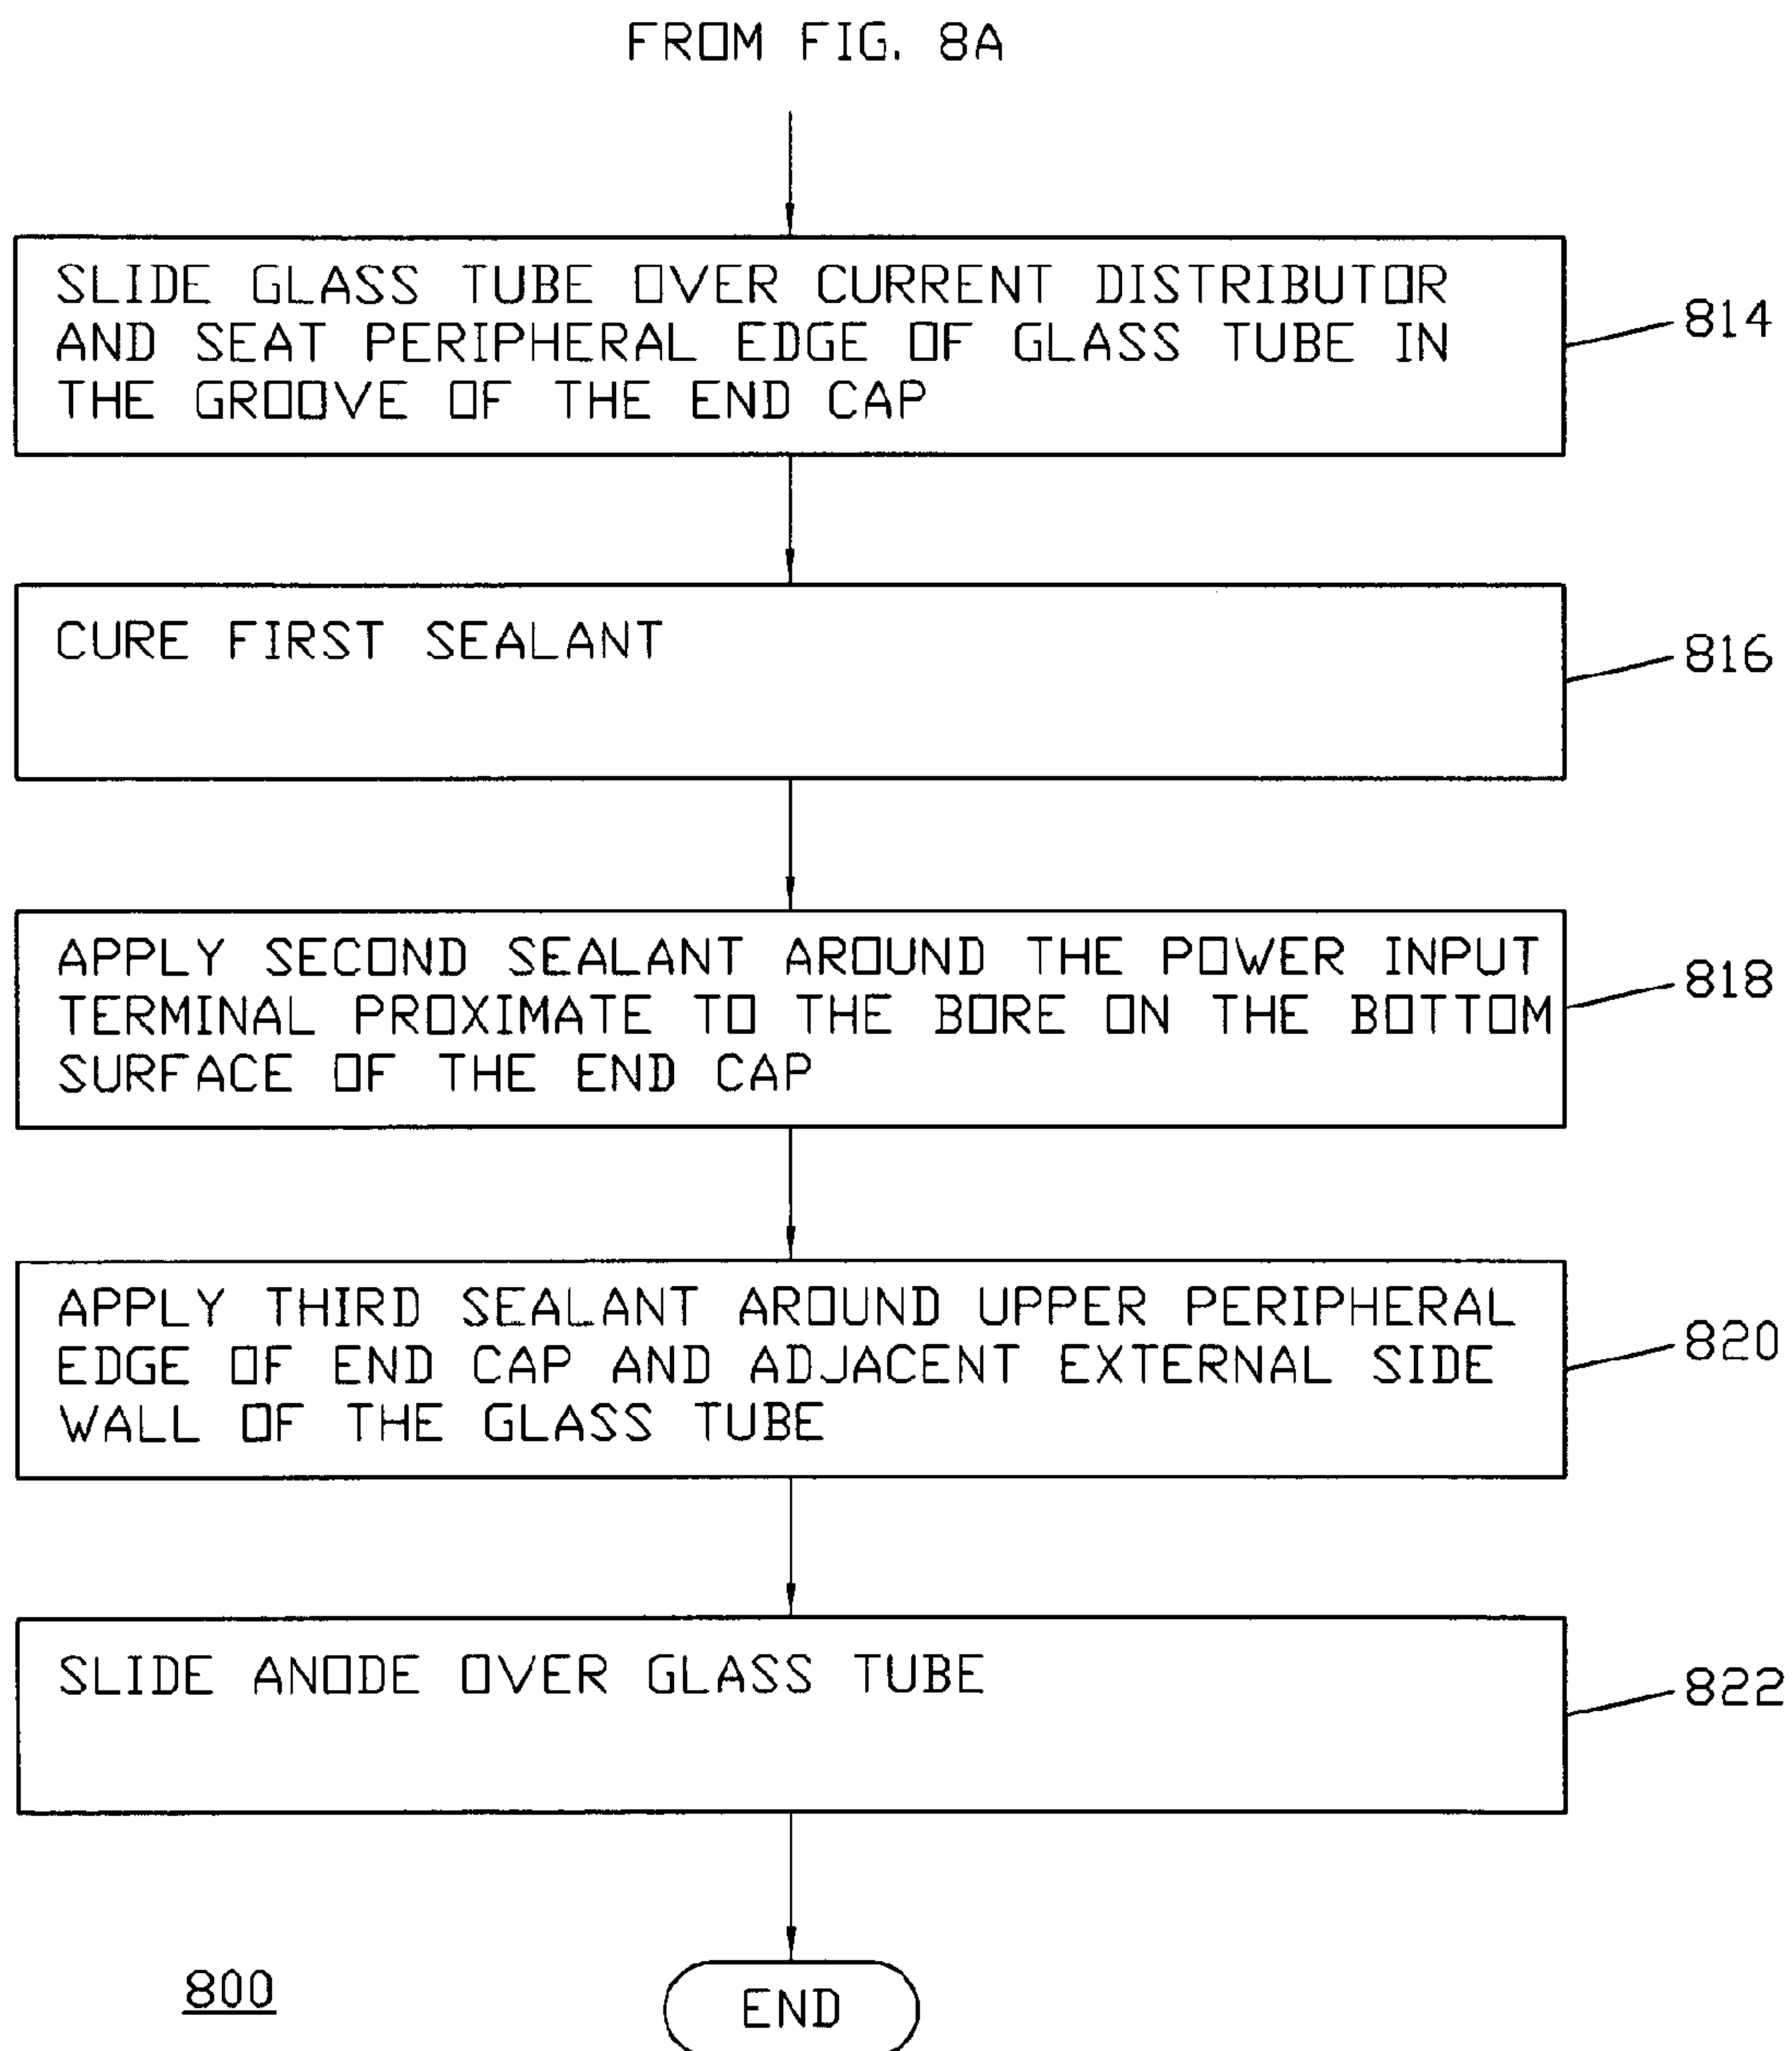 FROM FIG. 8A
SLIDE GLASS TUBE OVER CURRENT DISTRIBUTOR
AND SEAT PERIPHERAL EDGE OF GLASS TUBE IN
THE GROOVE OF THE END CAP
814
CURE FIRST SEALANT
816
APPLY SECOND SEALANT AROUND THE POWER INPUT
TERMINAL PROXIMATE TO THE BORE ON THE BOTTOM
SURFACE OF THE END CAP
818
APPLY THIRD SEALANT AROUND UPPER PERIPHERAL
EDGE OF END CAP AND ADJACENT EXTERNAL SIDE
WALL OF THE GLASS TUBE
820
SLIDE ANODE OVER GLASS TUBE
822
800
END